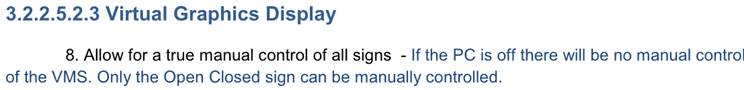 3.2.2.5.2.3 Virtual Graphics Display
8. Allow for a true manual control of all signs  - If the PC is off there will be no manual control
of the VMS. Only the Open Closed sign can be manually controlled.